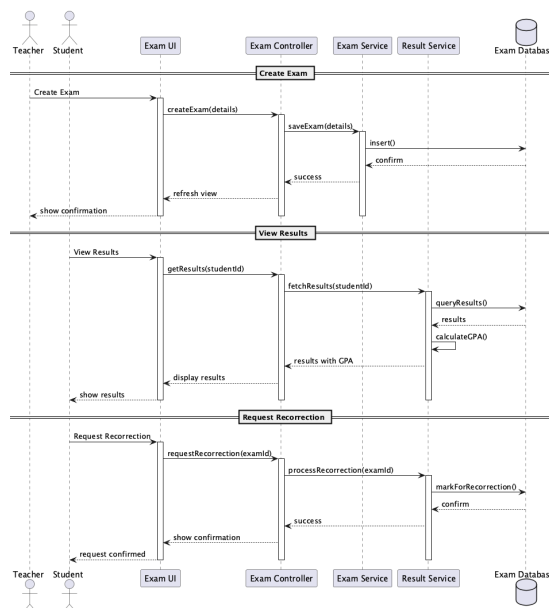 Teacher Student Exam UI Exam Controller Exam Service Result Service Exam Databas
Create Exam
Create Exam
createExam(details)
saveExam(details)
insert()
confirm
success
refresh view
show confirmation
View Results
View Results
getResults(studentId)
fetchResults(studentId)
queryResults()
results
calculateGPA()
results with GPA
display results
show results
Request Recorrection
Request Recorrection
requestRecorrection(examId)
processRecorrection(examId)
markForRecorrection()
confirm
success
show confirmation
request confirmed
Teacher Student Exam UI Exam Controller Exam Service Result Service Exam Databas